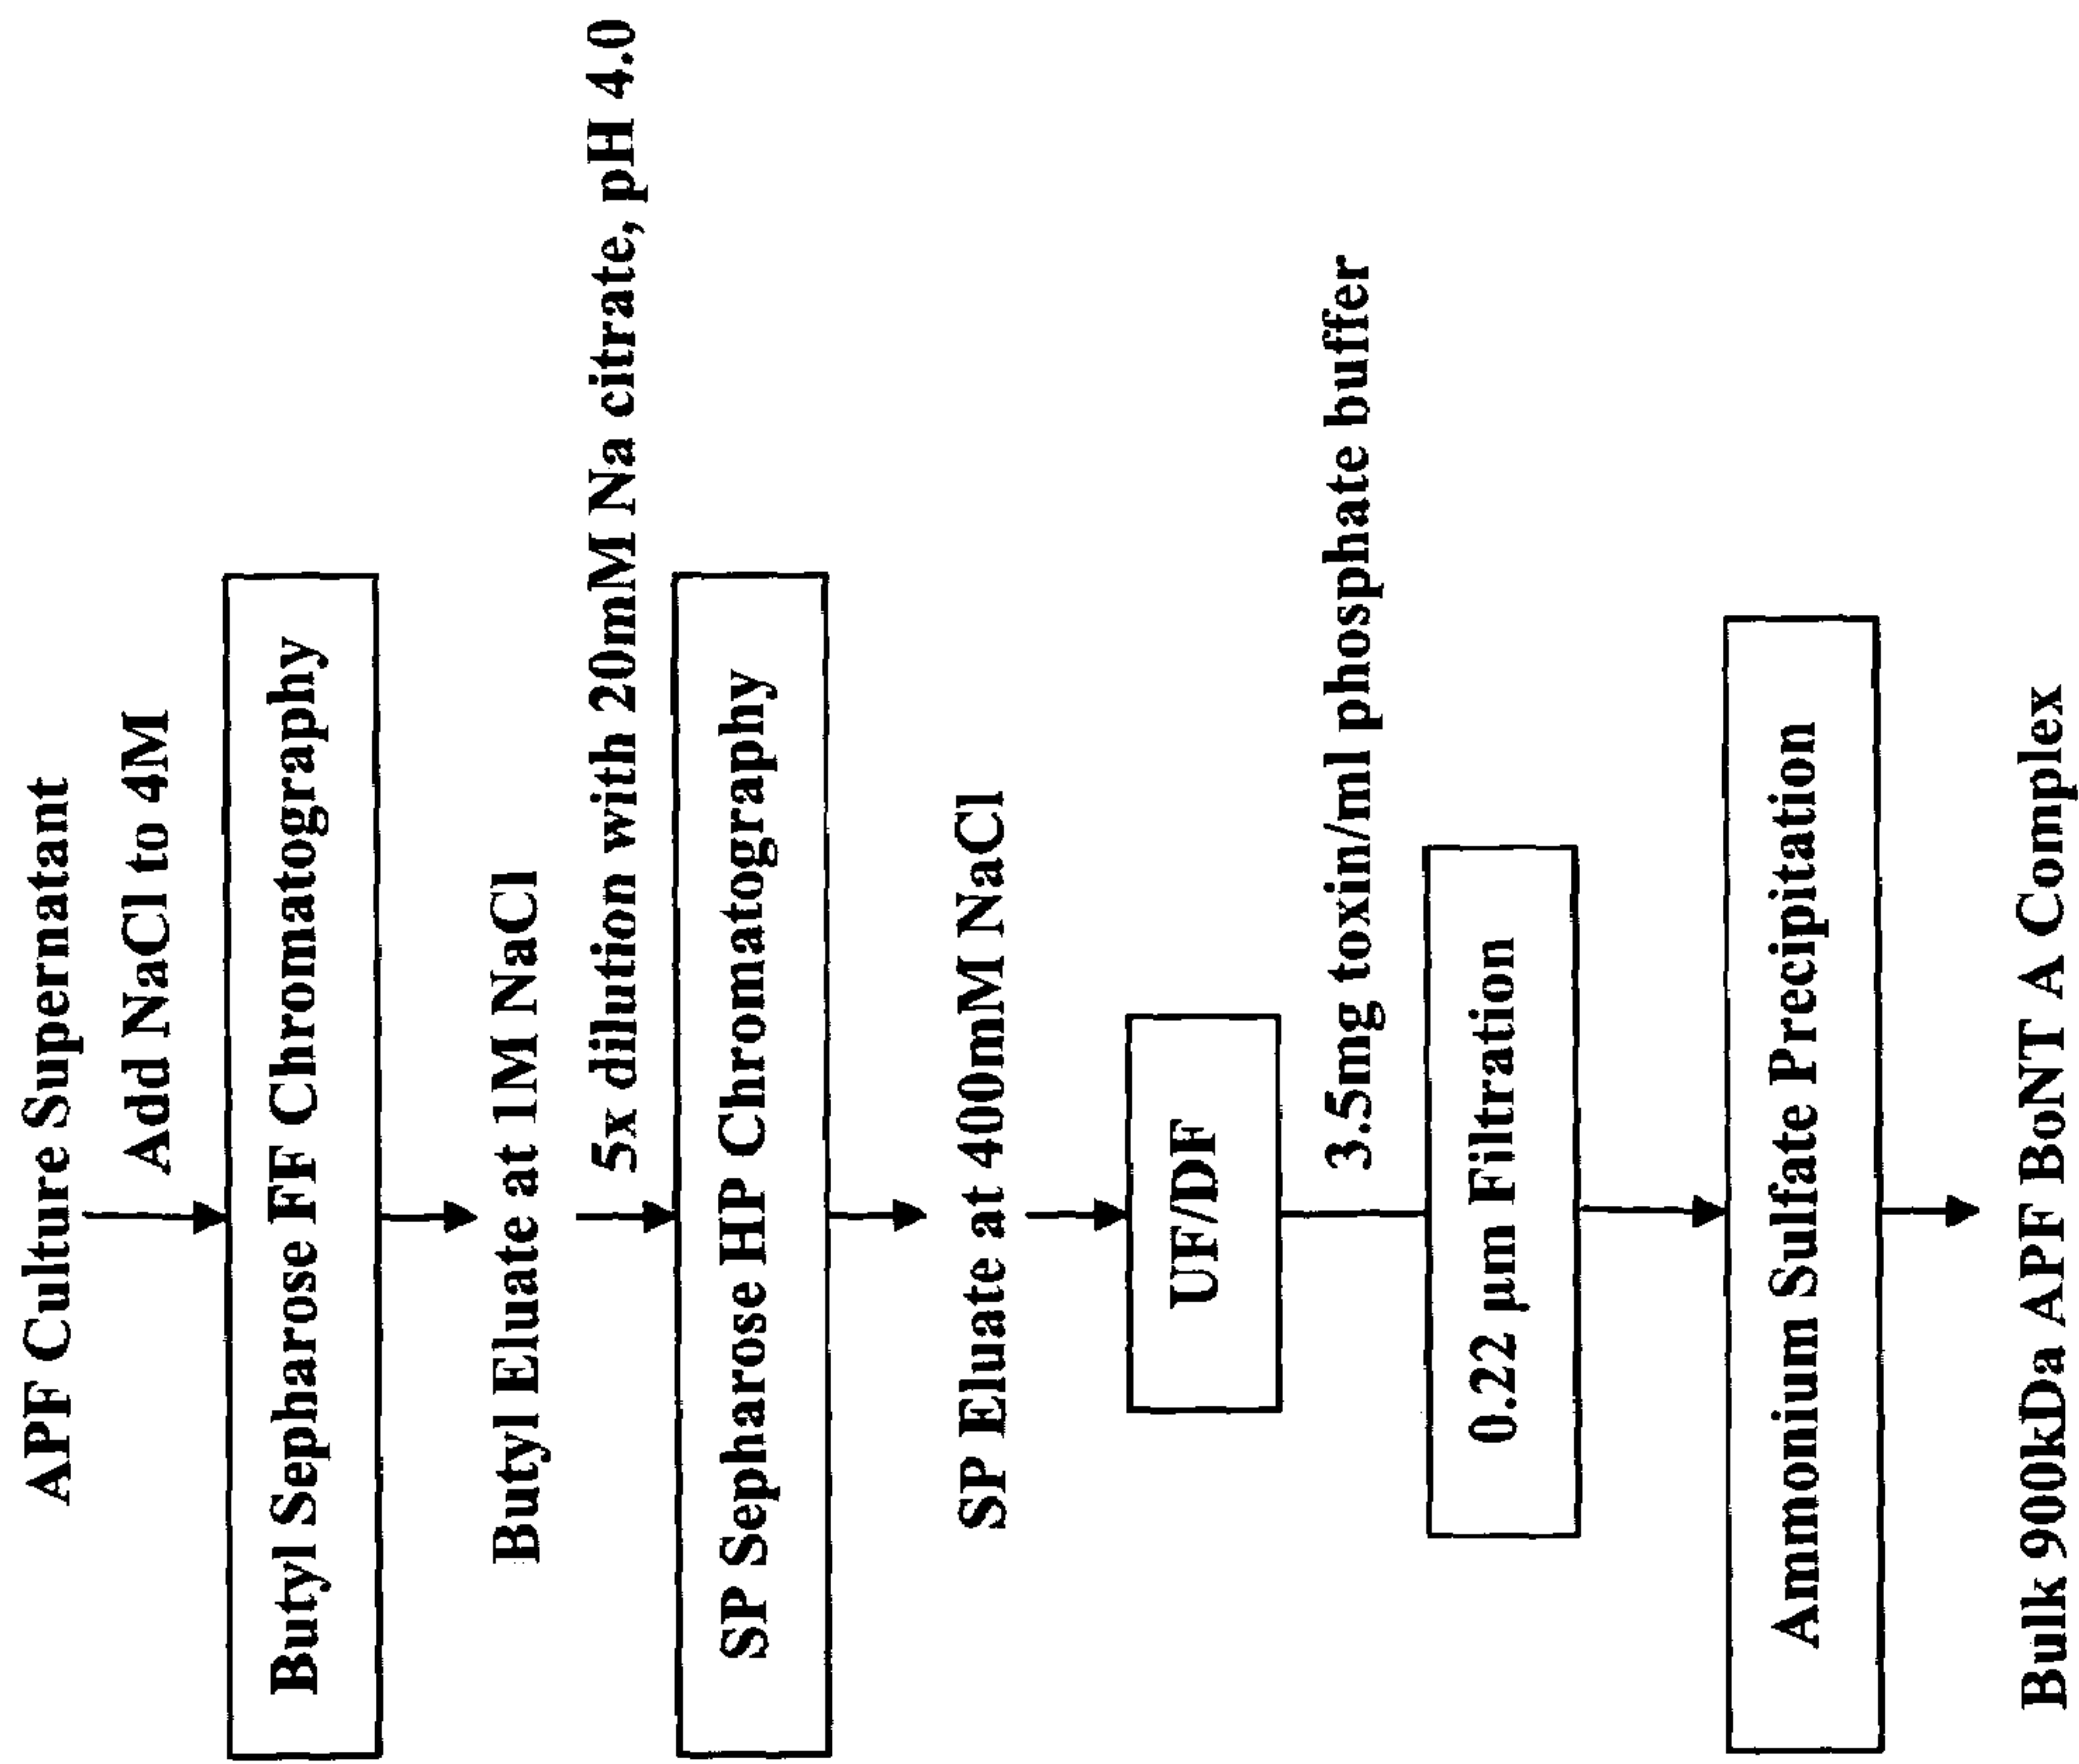 APF Culture Supernatant
Add NaCl to 4M
Butyl Sepharose FF Chromatography
Butyl Eluate at 1M NaCl
5x dilution with 20mM Na citrate, pH 4.0
SP Sepharose HP Chromatography
SP Eluate at 400mM NaCl
UF/DF
3.5mg toxin/ml phosphate buffer
0.22 µm Filtration
Ammonium Sulfate Precipitation
Bulk 900kDa APF BoNT A Complex